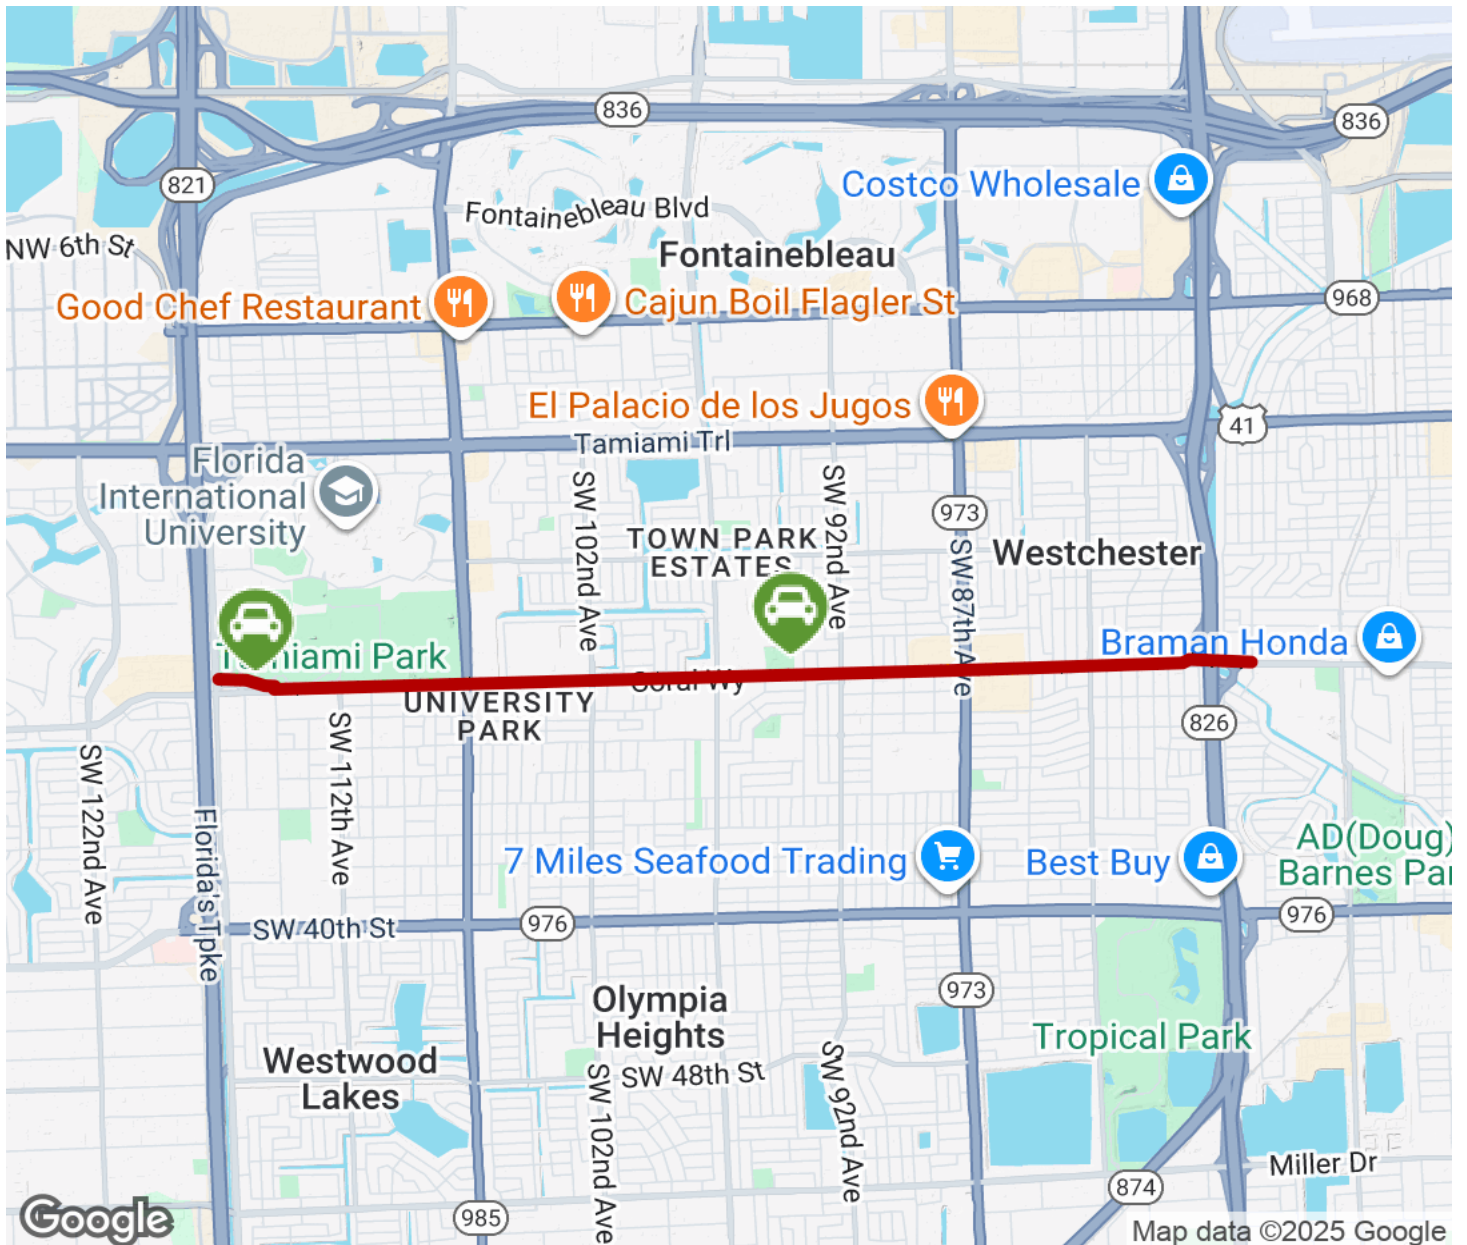 836
836
821
Costco Wholesale
Fontainebleau Blvd
NW 6th St
Fontainebleau
968
Good Chef Restaurant
Cajun Boil Flagler St
El Palacio de los Jugos
41
Tamiami Trl
Florida
International
University
SW 102nd Ave
SW 92nd Ave
973
TOWN PARK
ESTATES
SW 87th Ave
Westchester
Tamiami Park
Braman Honda
Coral Wy
UNIVERSITY
PARK
SW 112th Ave
826
SW 122nd Ave
Florida's Tpke
7 Miles Seafood Trading
Best Buy
AD(Doug)
Barnes Par
SW 40th St
976
976
973
Olympia
Heights
Tropical Park
Westwood
Lakes
SW 48th St
SW 102nd Ave
SW 92nd Ave
Miller Dr
874
985
Google
Map data ©2025 Google